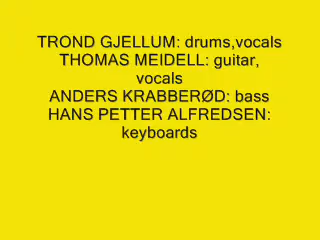 TROND GJELLUM: drums,vocals
THOMAS MEIDELL: guitar,
vocals
ANDERS KRABBERØD: bass
HANS PETTER ALFREDSEN:
keyboards